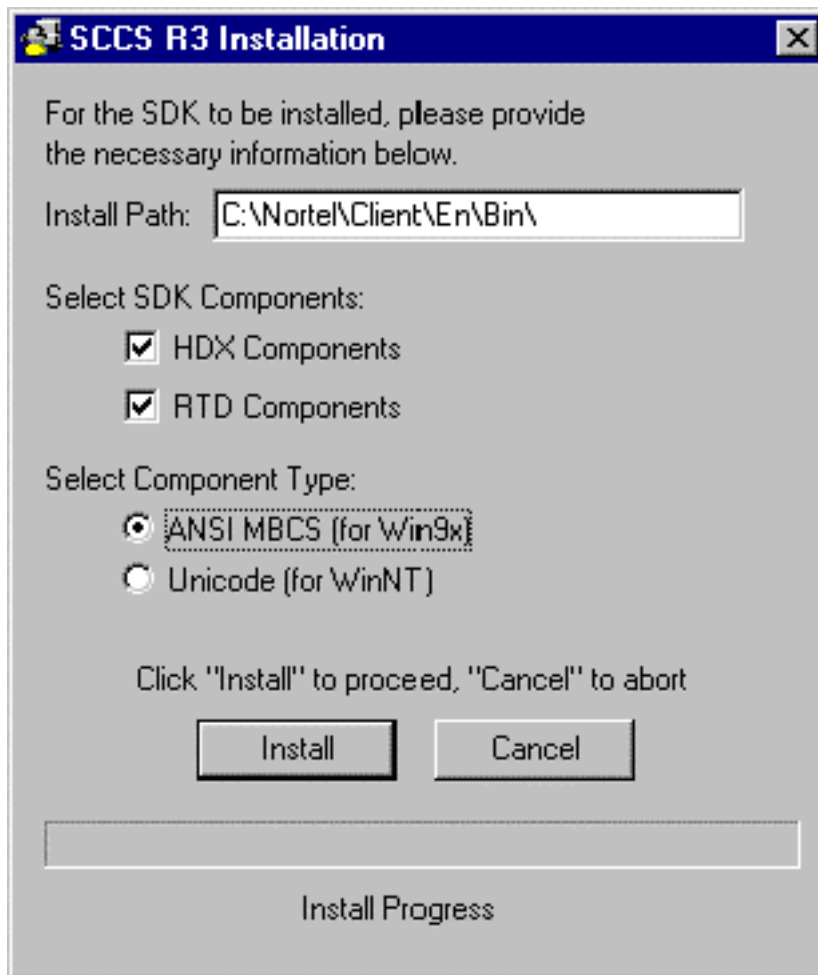 SCCS R3 Installation
For the SDK to be installed, please provide
the necessary information below.
Install Path: C:\Nortel\Client\En\Bin\
Select SDK Components:
HDX Components
RTD Components
Select Component Type:
ANSI MBCS (for Win9x)
Unicode (for WinNT)
Click "Install" to proceed, "Cancel" to abort
Install Cancel
Install Progress